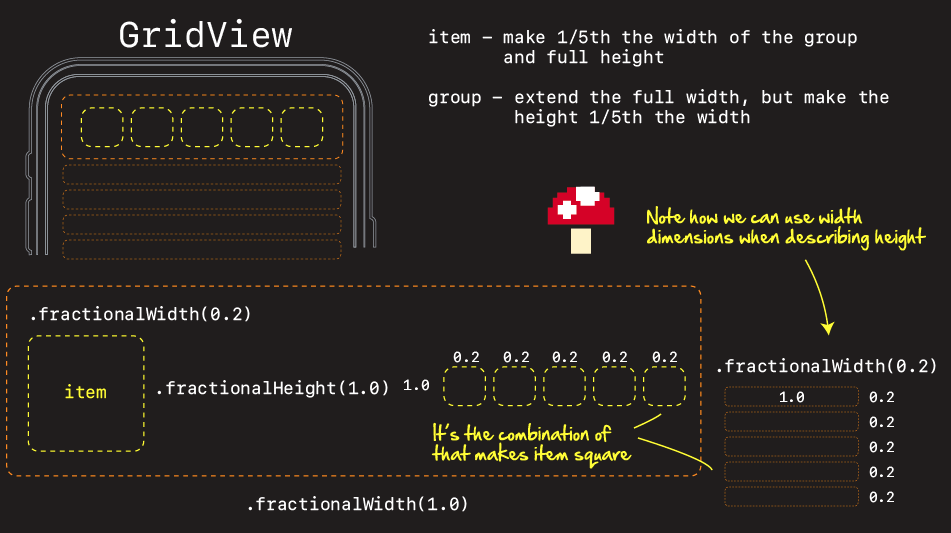 GridView
item – make 1/5th the width of the group
and full height
group – extend the full width, but make the
height 1/5th the width
Note how we can use width
dimensions when describing height
.fractionalWidth(0.2)
item
.fractionalHeight(1.0)
1.0
0.2 0.2 0.2 0.2 0.2
It's the combination of
that makes item square
.fractionalWidth(1.0)
.fractionalWidth(0.2)
1.0 0.2
0.2
0.2
0.2
0.2